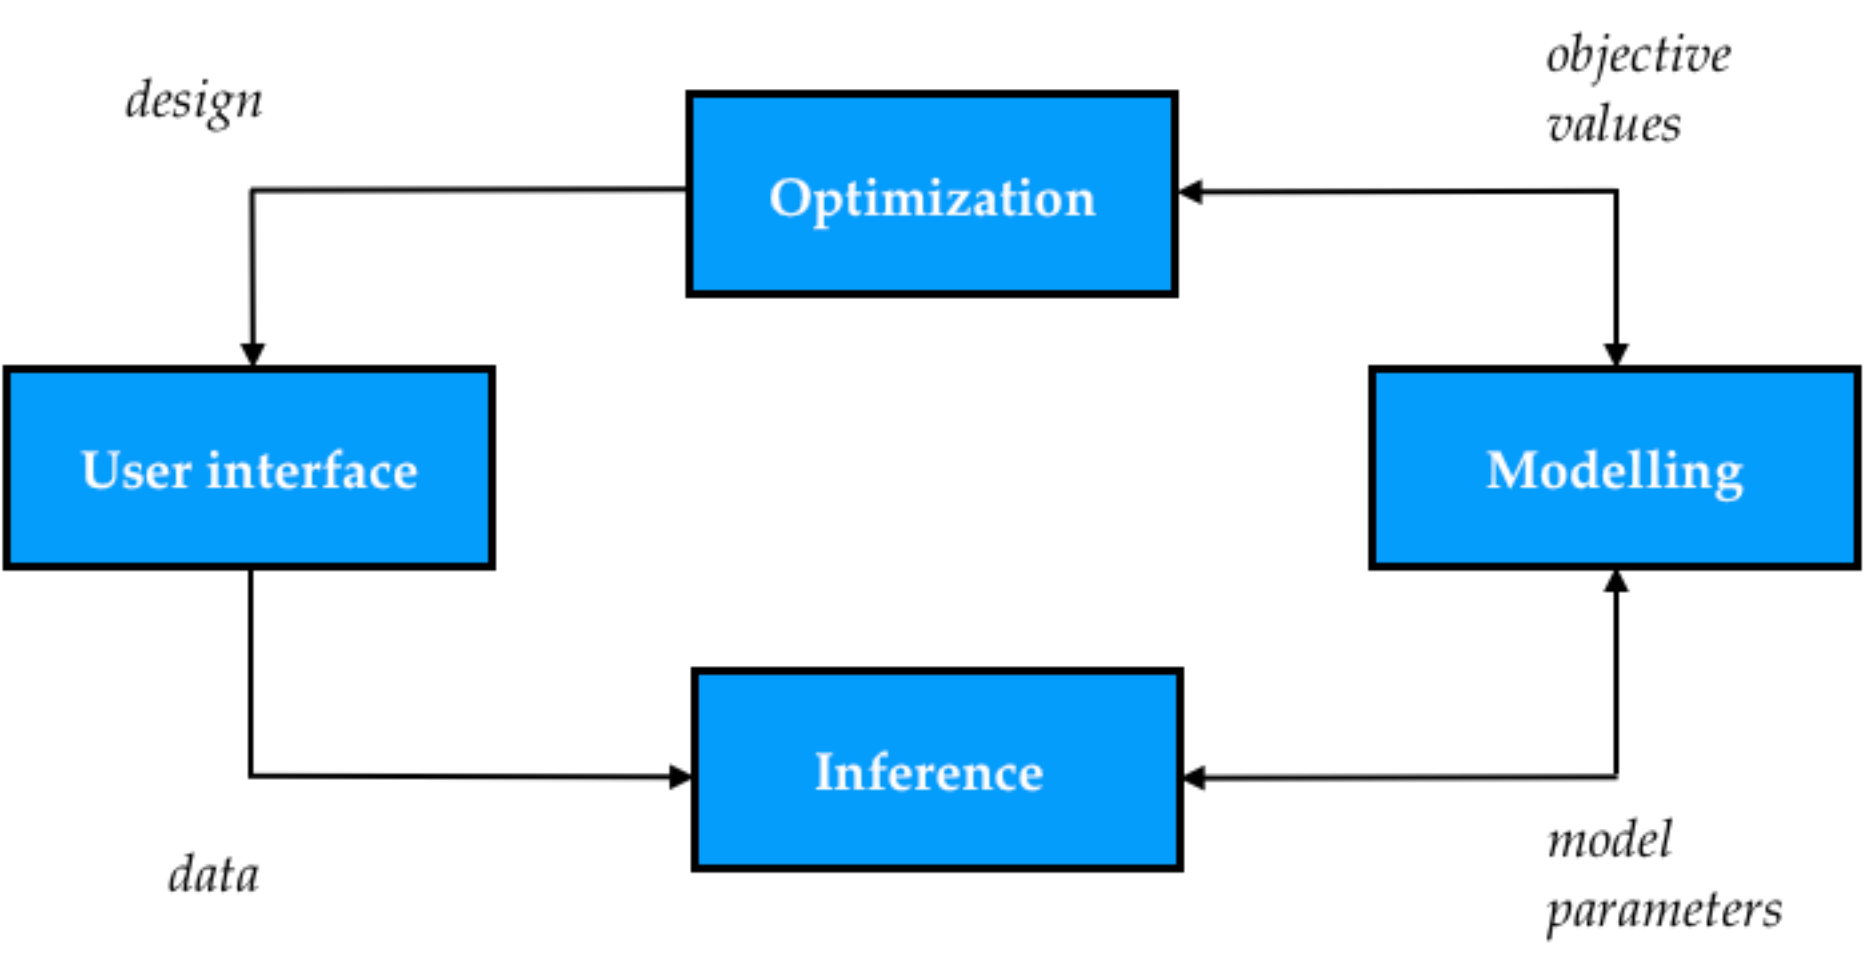 design
objective
values
Optimization
User interface
Modelling
Inference
data
model
parameters